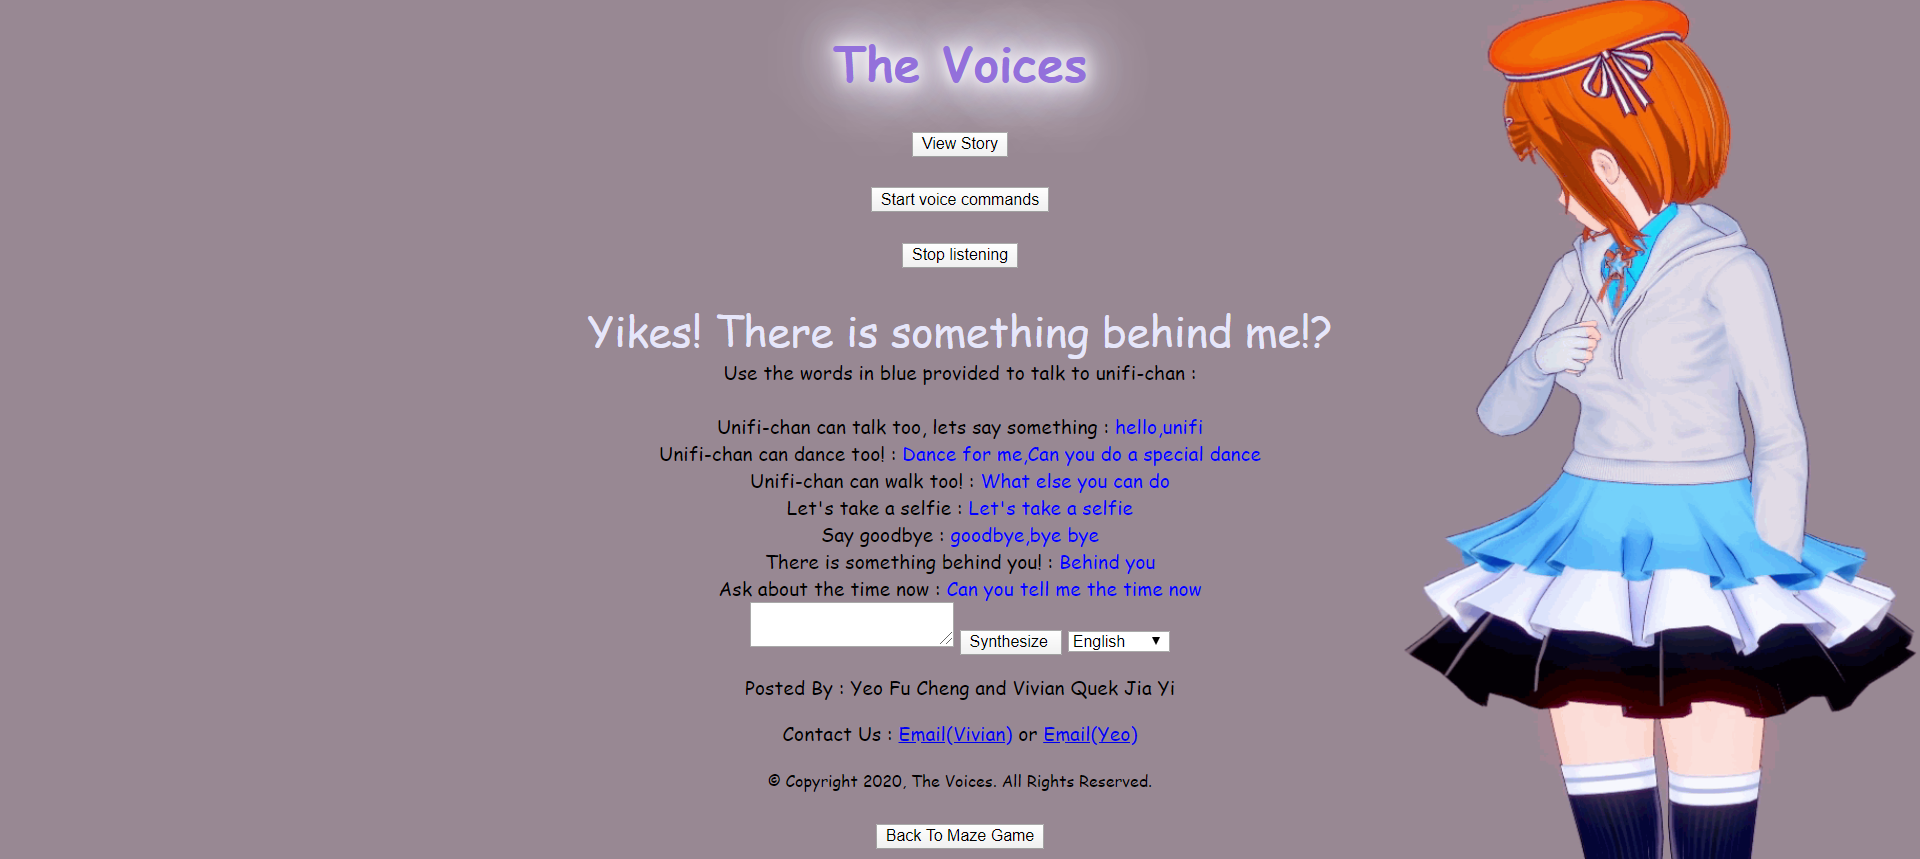 The Voices
View Story
Start voice commands
Stop listening
Yikes! There is something behind me!?
Use the words in blue provided to talk to unifi-chan :
Unifi-chan can talk too, lets say something : hello,unifi
Unifi-chan can dance too! : Dance for me,Can you do a special dance
Unifi-chan can walk too! : What else you can do
Let's take a selfie : Let's take a selfie
Say goodbye : goodbye,bye bye
There is something behind you! : Behind you
Ask about the time now : Can you tell me the time now
Synthesize English
Posted By : Yeo Fu Cheng and Vivian Quek Jia Yi
Contact Us : Email(Vivian) or Email(Yeo)
© Copyright 2020, The Voices. All Rights Reserved.
Back To Maze Game